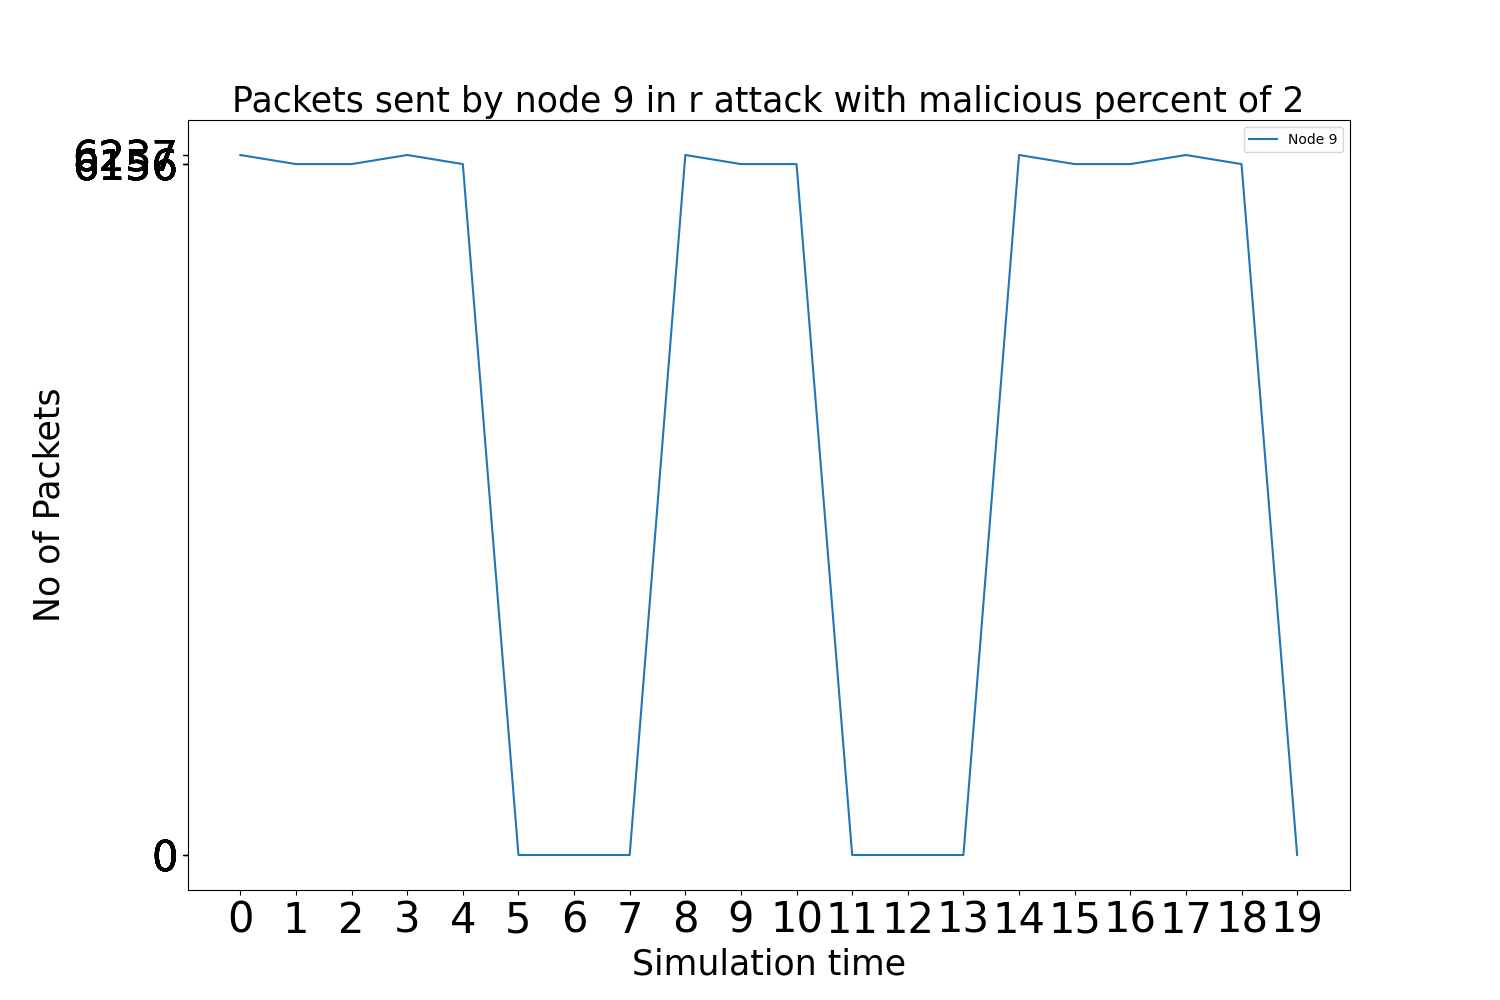 Packets sent by node 9 in r attack with malicious percent of 2
Node 9
6237
6156
0
No of Packets
0 1 2 3 4 5 6 7 8 9 10 11 12 13 14 15 16 17 18 19
Simulation time